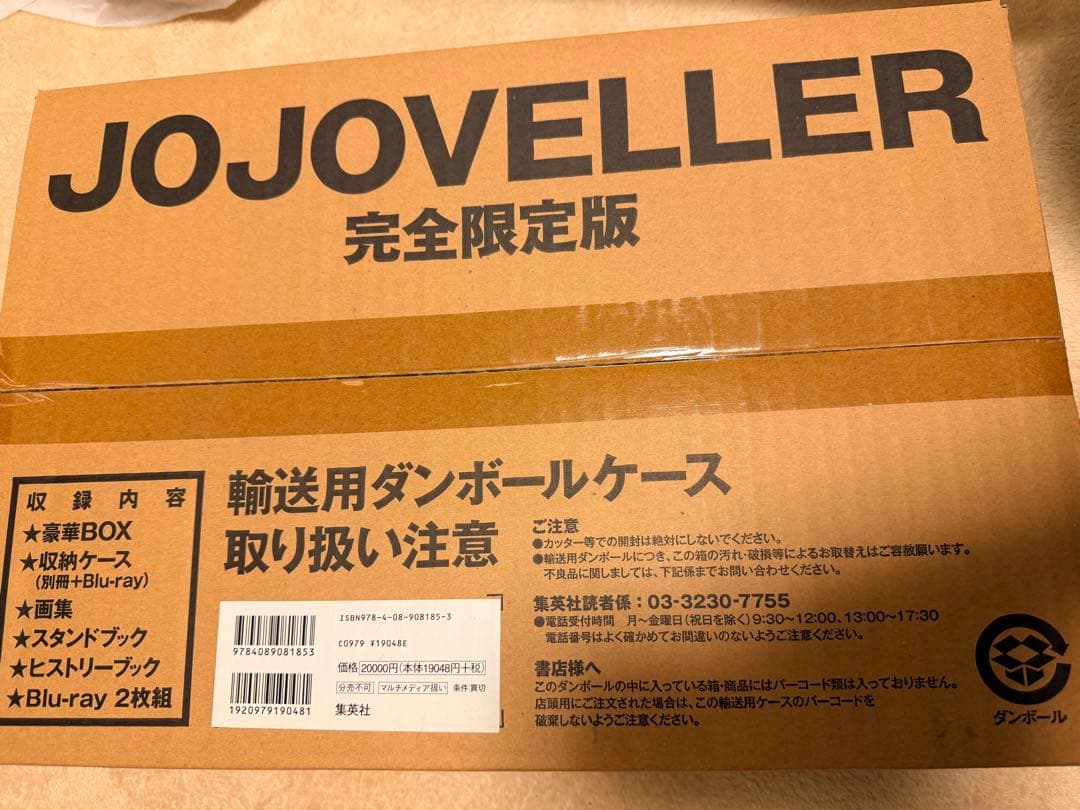 JOJOVELLER
完全限定版
収録内容
★豪華BOX
★収納ケース
(別冊+Blu-ray)
★画集
★スタンドブック
★ヒストリーブック
★Blu-ray 2枚組
輸送用ダンボールケース
取り扱い注意
ISBN978-4-08-908185-3
9784089081853
C0979 ¥19048E
価格 20000円(本体19048円+税)
分売不可 マルチメディア扱い 条件:買切
1920979190481
集英社
ご注意
●カッター等での開封は絶対にしないでください。
●輸送用ダンボールにつき、この箱の汚れ・破損等によるお取替えはご容赦願います。
不良品に関しましては、下記係までお問い合わせください。
集英社読者係:03-3230-7755
●電話受付時間 月～金曜日(祝日を除く)9:30～12:00、13:00～17:30
電話番号はよく確かめてお間違いのないようご注意ください。
書店様へ
このダンボールの中に入っている箱・商品にはバーコード類は入っておりません。
店頭用にご注文された場合は、この輸送用ケースのバーコードを
破棄しないようご注意ください。
ダンボール